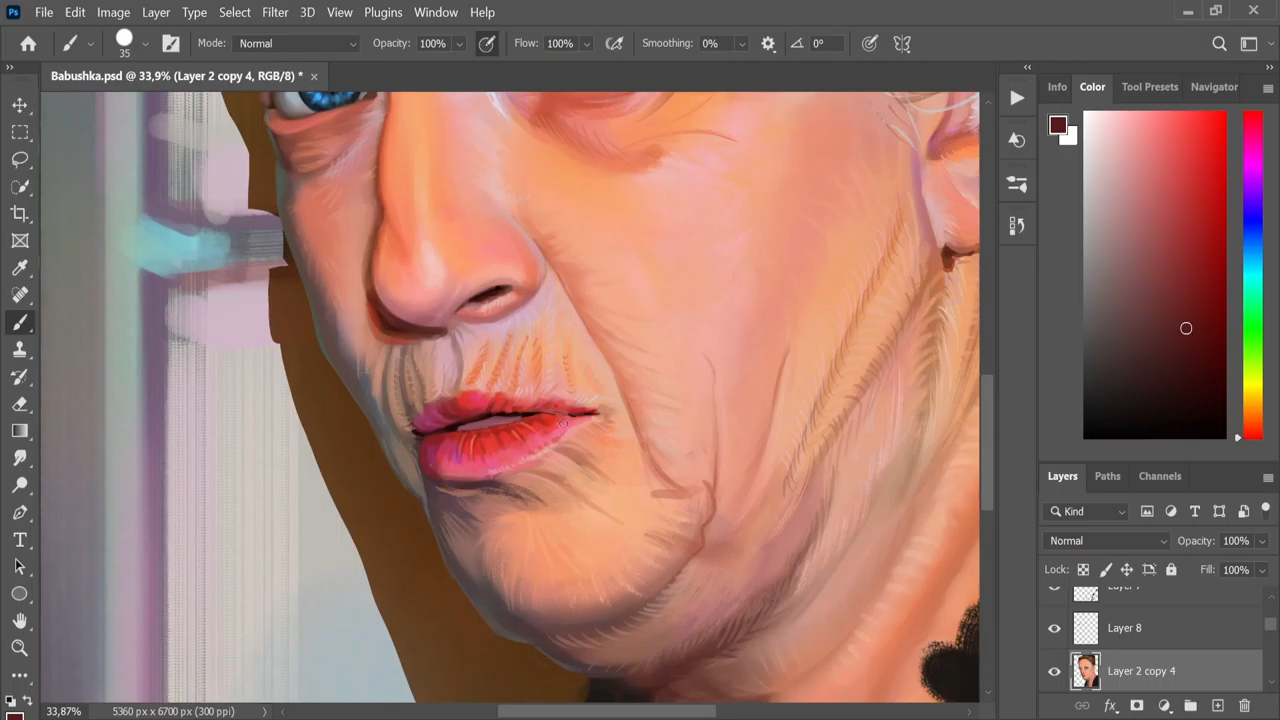 Ps File Edit Image Layer Type Select Filter 3D View Plugins Window Help
35 Mode: Normal Opacity: 100% Flow: 100% Smoothing: 0% 0°
Babushka.psd @ 33,9% (Layer 2 copy 4, RGB/8) * ×
Info Color Tool Presets Navigator
Layers Paths Channels
Kind
Normal Opacity: 100%
Lock: Fill: 100%
Layer 8
Layer 2 copy 4
33,87% 5360 px x 6700 px (300 ppi)